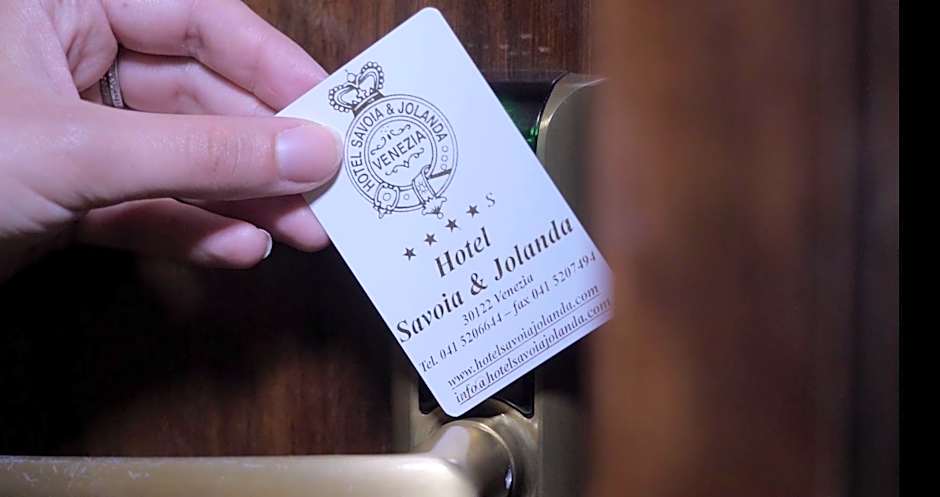 HOTEL SAVOIA & JOLANDA
VENEZIA
★ ★ ★ ★ S
Hotel
Savoia & Jolanda
30122 Venezia
Tel. 041 5206644 – fax 041 5207494
www.hotelsavoiajolanda.com
info@hotelsavoiajolanda.com